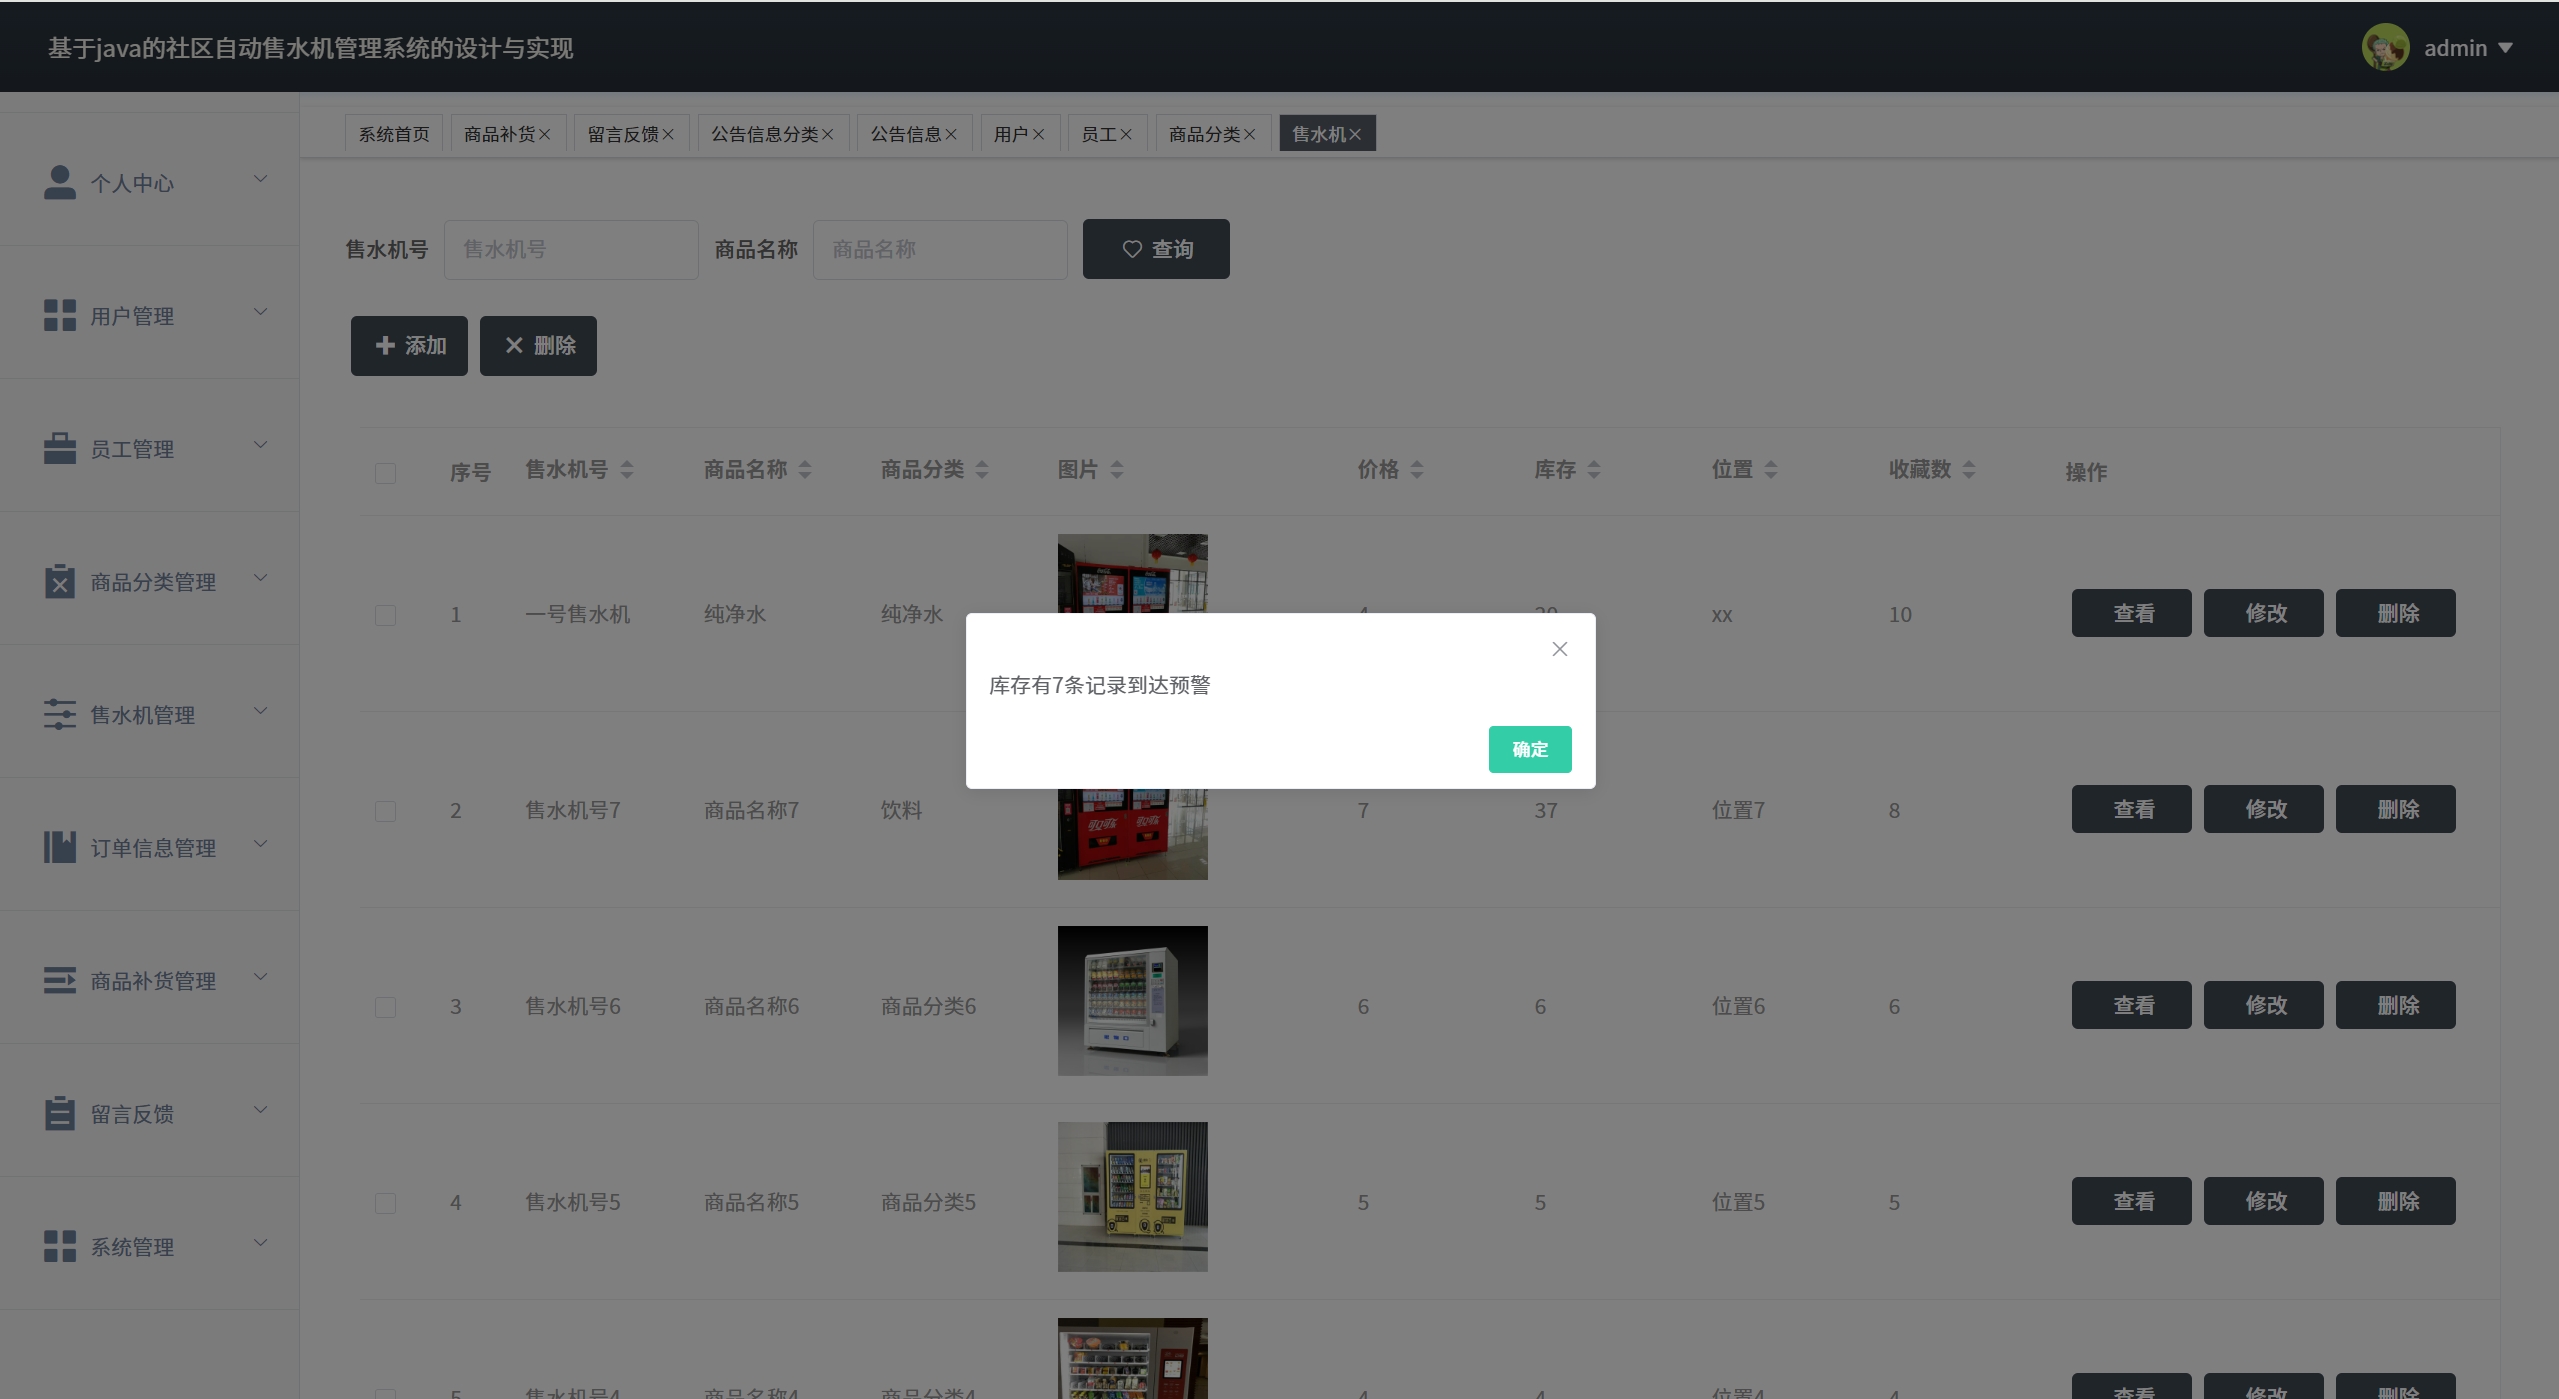 基于java的社区自动售水机管理系统的设计与实现
admin
系统首页 商品补货 留言反馈 公告信息分类 公告信息 用户 员工 商品分类 售水机
个人中心
用户管理
员工管理
商品分类管理
售水机管理
订单信息管理
商品补货管理
留言反馈
系统管理
售水机号 售水机号 商品名称 商品名称 查询
添加 删除
序号 售水机号 商品名称 商品分类 图片 价格 库存 位置 收藏数 操作
1 一号售水机 纯净水 纯净水 4 20 xx 10 查看 修改 删除
库存有7条记录到达预警
确定
2 售水机号7 商品名称7 饮料 7 37 位置7 8 查看 修改 删除
3 售水机号6 商品名称6 商品分类6 6 6 位置6 6 查看 修改 删除
4 售水机号5 商品名称5 商品分类5 5 5 位置5 5 查看 修改 删除
5 售水机号4 商品名称4 商品分类4 4 4 位置4 4 查看 修改 删除